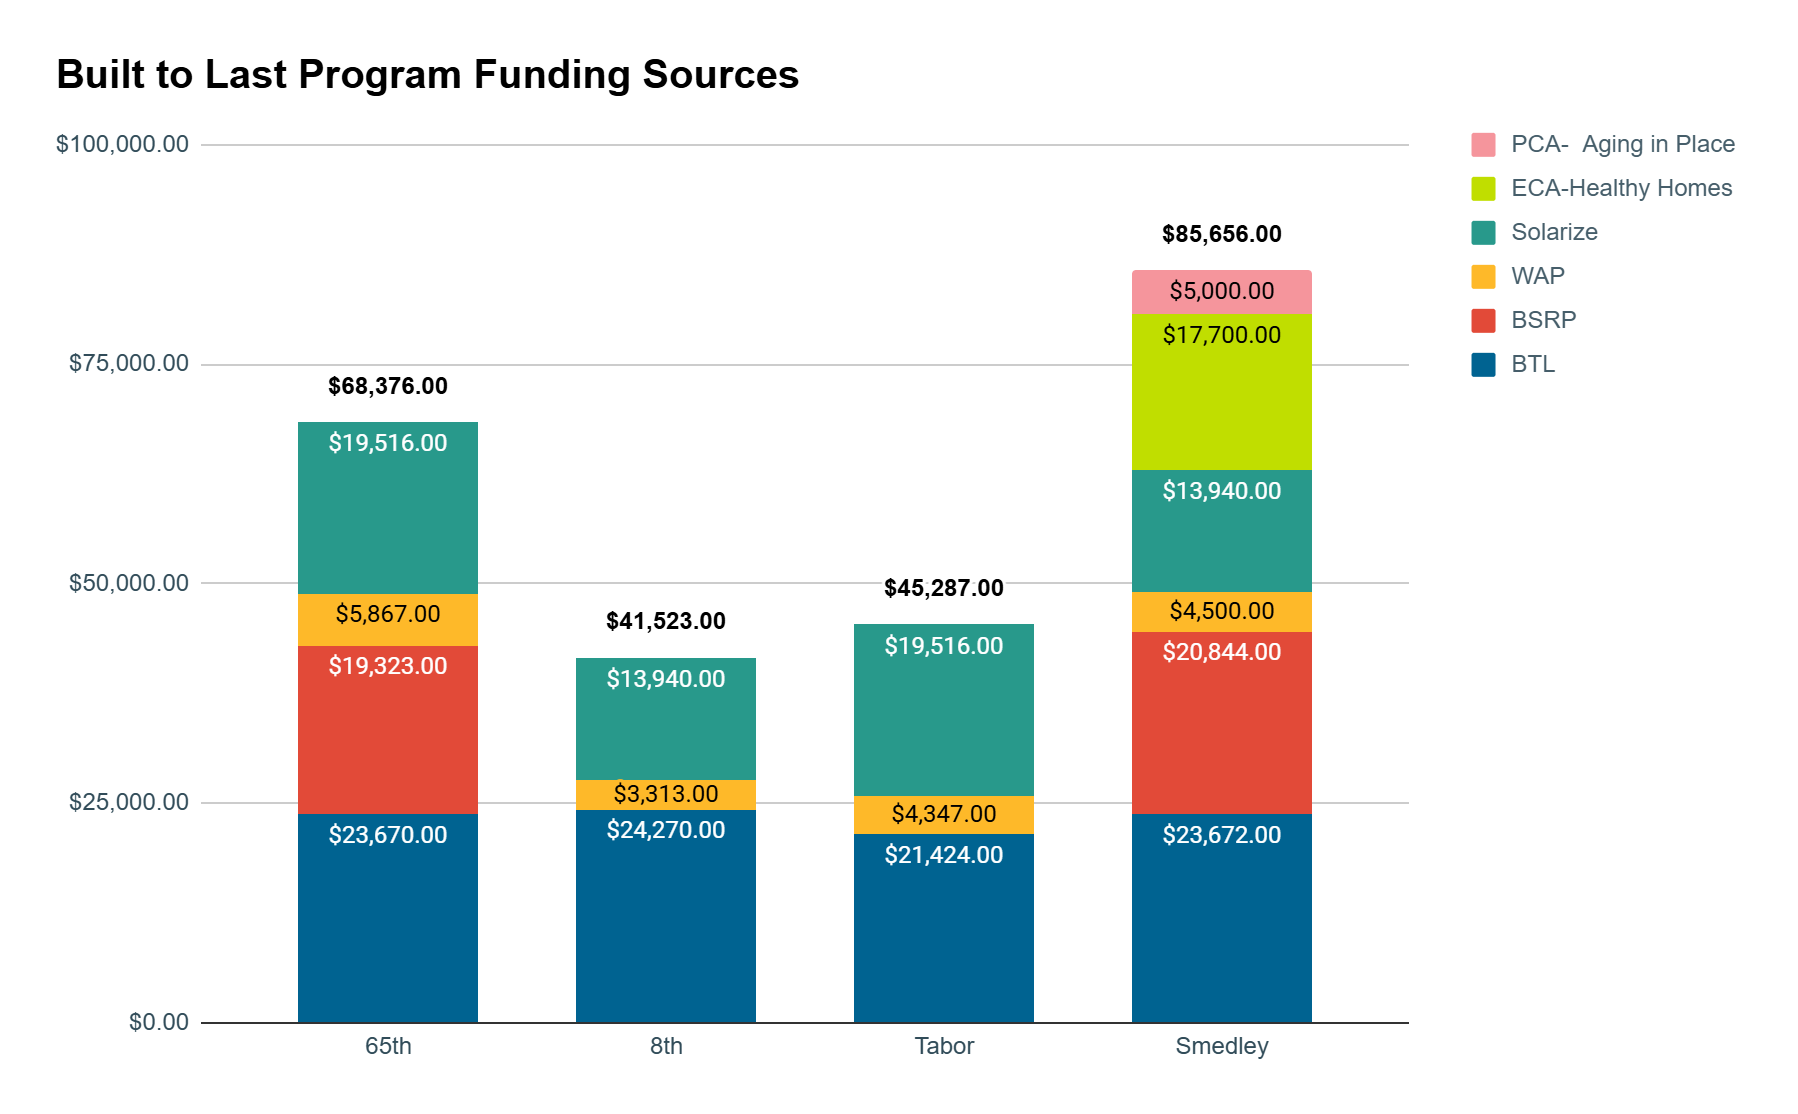 Built to Last Program Funding Sources
$100,000.00
$75,000.00
$50,000.00
$25,000.00
$0.00
$68,376.00
$19,516.00
$5,867.00
$19,323.00
$23,670.00
65th
$41,523.00
$13,940.00
$3,313.00
$24,270.00
8th
$45,287.00
$19,516.00
$4,347.00
$21,424.00
Tabor
$85,656.00
$5,000.00
$17,700.00
$13,940.00
$4,500.00
$20,844.00
$23,672.00
Smedley
PCA-  Aging in Place
ECA-Healthy Homes
Solarize
WAP
BSRP
BTL